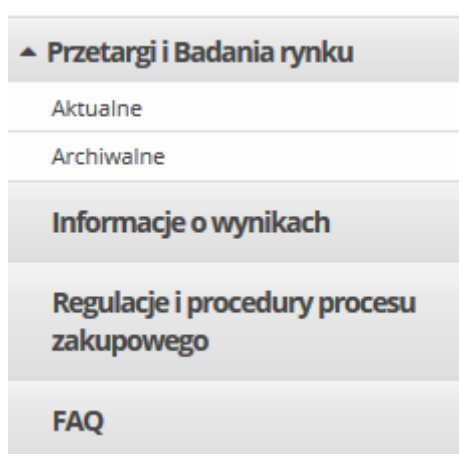 Przetargi i Badania rynku
Aktualne
Archiwalne
Informacje o wynikach
Regulacje i procedury procesu
zakupowego
FAQ